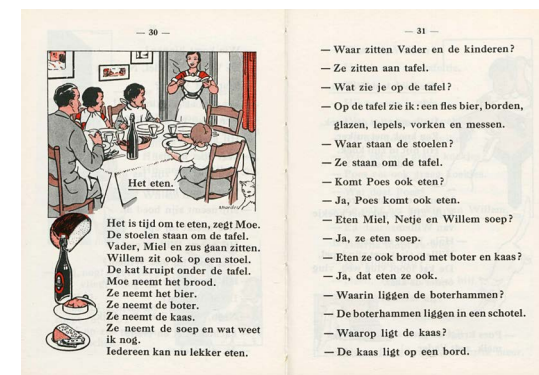 — 30 —
Het eten.
Het is tijd om te eten, zegt Moe.
De stoelen staan om de tafel.
Vader, Miel en zus gaan zitten.
Willem zit ook op een stoel.
De kat kruipt onder de tafel.
Moe neemt het brood.
Ze neemt het bier.
Ze neemt de boter.
Ze neemt de kaas.
Ze neemt de soep en wat weet
ik nog.
Iedereen kan nu lekker eten.
— 31 —
— Waar zitten Vader en de kinderen?
— Ze zitten aan tafel.
— Wat zie je op de tafel?
— Op de tafel zie ik : een fles bier, borden,
glazen, lepels, vorken en messen.
— Waar staan de stoelen?
— Ze staan om de tafel.
— Komt Poes ook eten?
— Ja, Poes komt ook eten.
— Eten Miel, Netje en Willem soep?
— Ja, ze eten soep.
— Eten ze ook brood met boter en kaas?
— Ja, dat eten ze ook.
— Waarin liggen de boterhammen?
— De boterhammen liggen in een schotel.
— Waarop ligt de kaas?
— De kaas ligt op een bord.